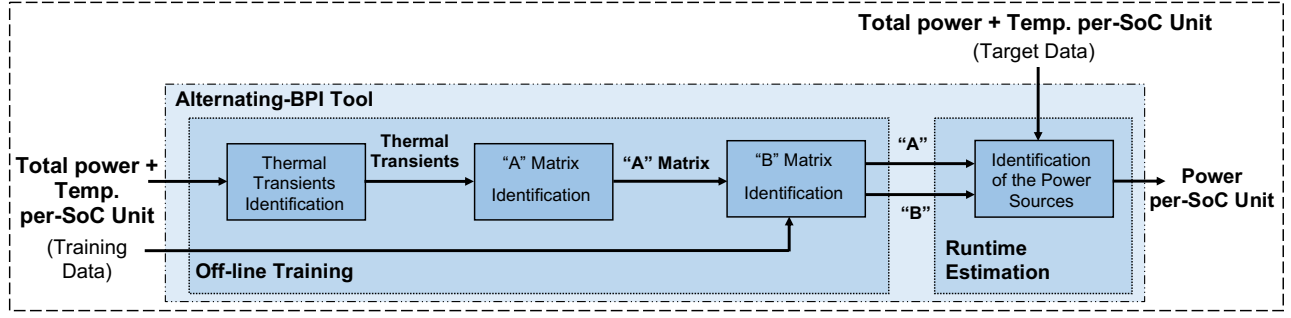 Total power + Temp. per-SoC Unit
(Target Data)
Alternating-BPI Tool
Total power +
Temp.
per-SoC Unit
(Training
Data)
Thermal
Transients
Identification
Thermal
Transients
“A” Matrix
Identification
“A” Matrix
“B” Matrix
Identification
“A”
“B”
Identification
of the Power
Sources
Power
per-SoC Unit
Off-line Training
Runtime
Estimation